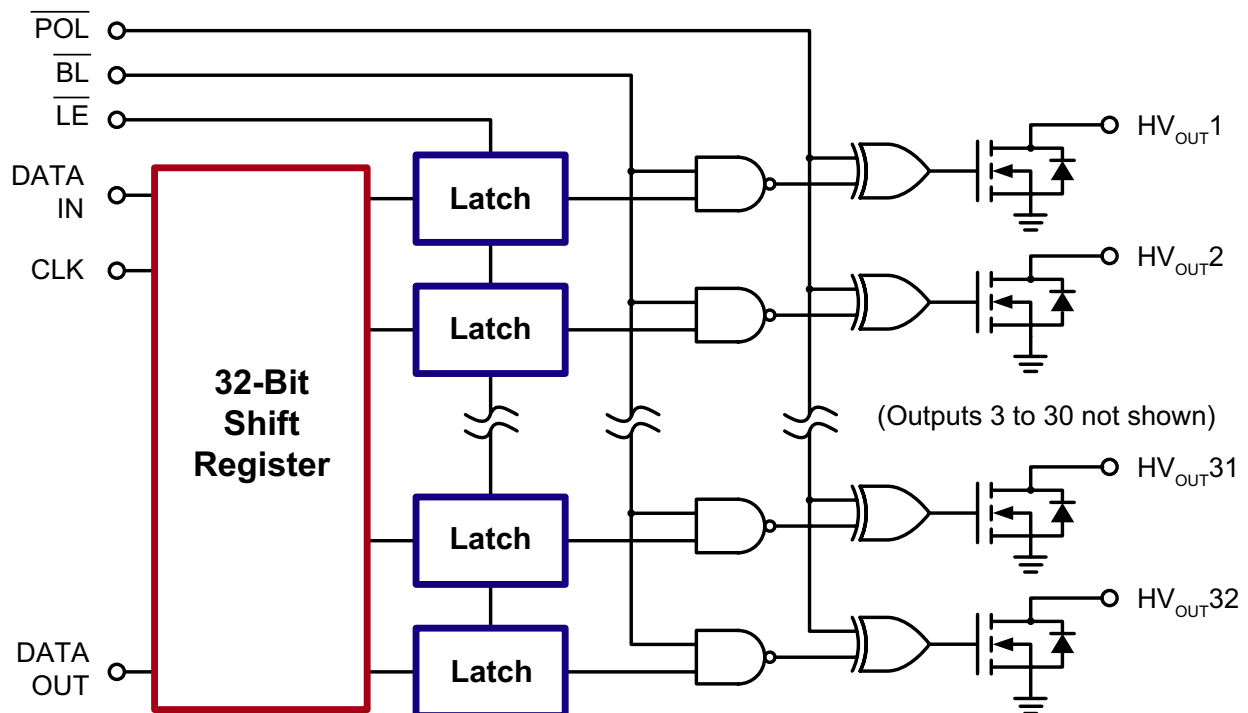 POL
BL
LE
DATA
IN
CLK
DATA
OUT
32-Bit
Shift
Register
Latch
Latch
Latch
Latch
HVOUT1
HVOUT2
(Outputs 3 to 30 not shown)
HVOUT31
HVOUT32